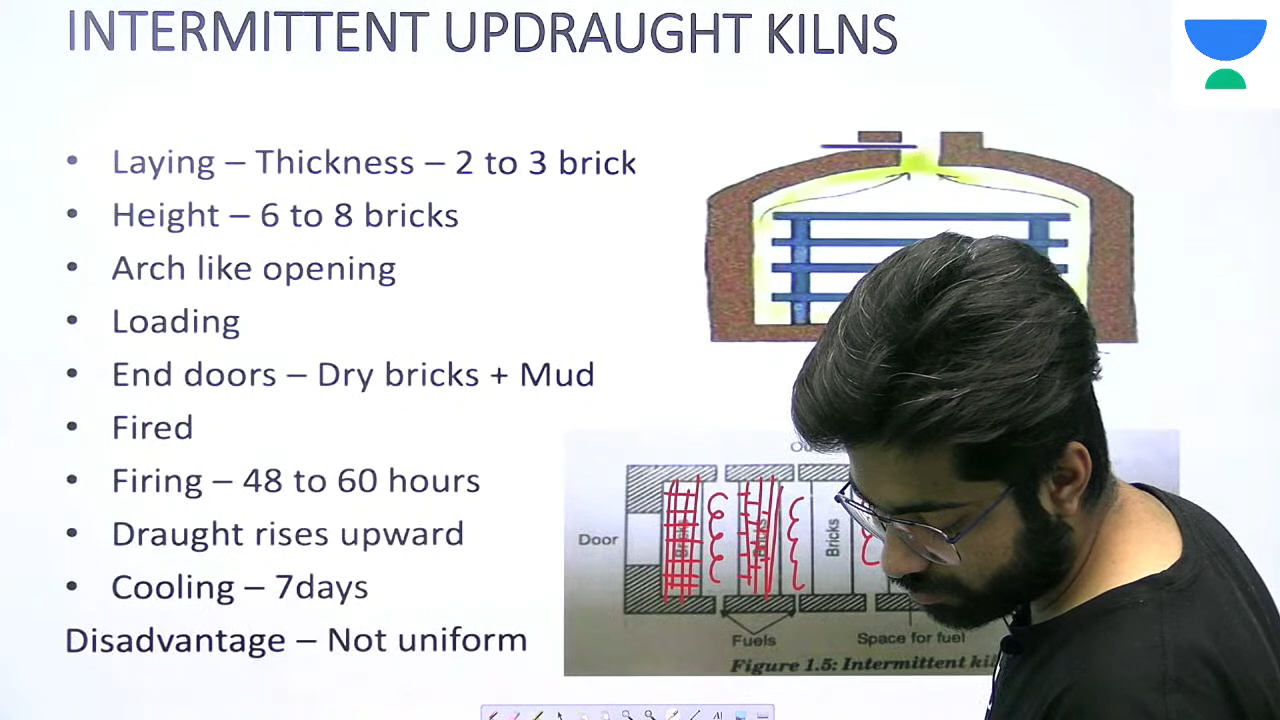 INTERMITTENT UPDRAUGHT KILNS
• Laying – Thickness – 2 to 3 brick
• Height – 6 to 8 bricks
• Arch like opening
• Loading
• End doors – Dry bricks + Mud
• Fired
• Firing – 48 to 60 hours
• Draught rises upward
• Cooling – 7days
Disadvantage – Not uniform
Door
Bricks
Fuels
Space for fuel
Figure 1.5: Intermittent